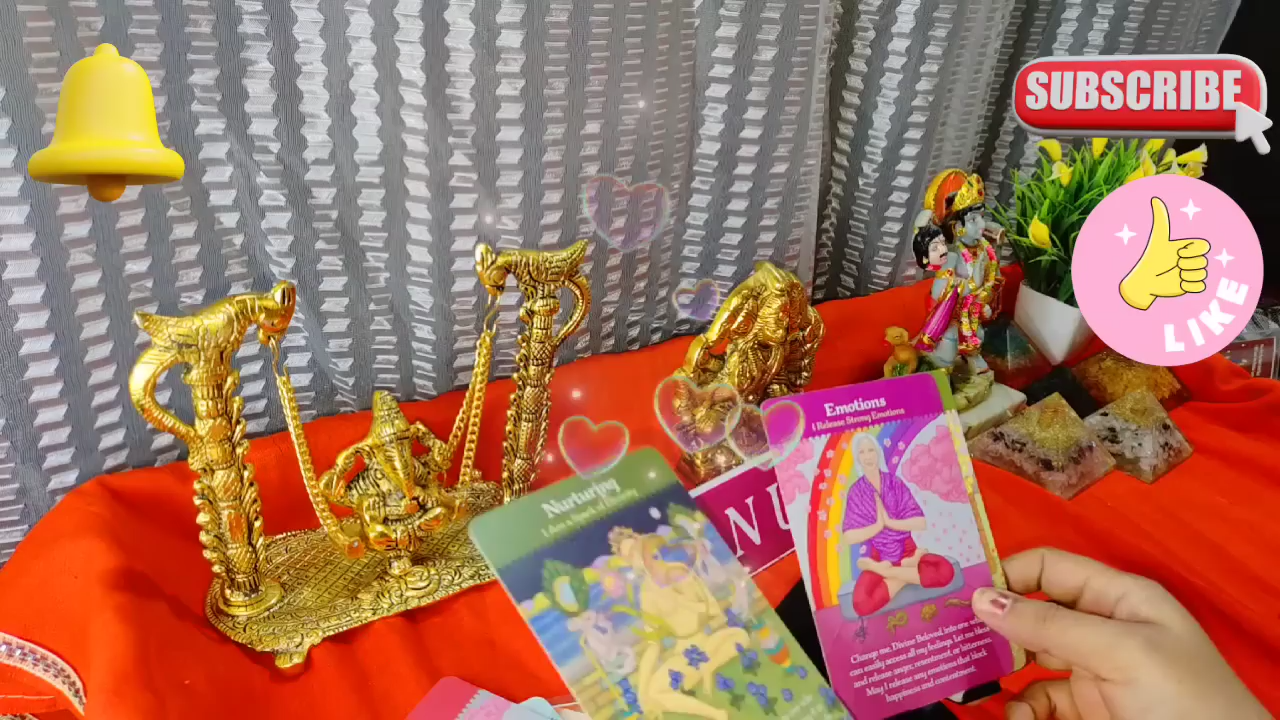 SUBSCRIBE
LIKE
Emotions
I Release Strong Emotions
Nurturing
NU
Change me, Divine Beloved, into one who
can easily access all my feelings. Let me bless
and release anger, resentment, or bitterness.
May I release any emotions that block
happiness and contentment.